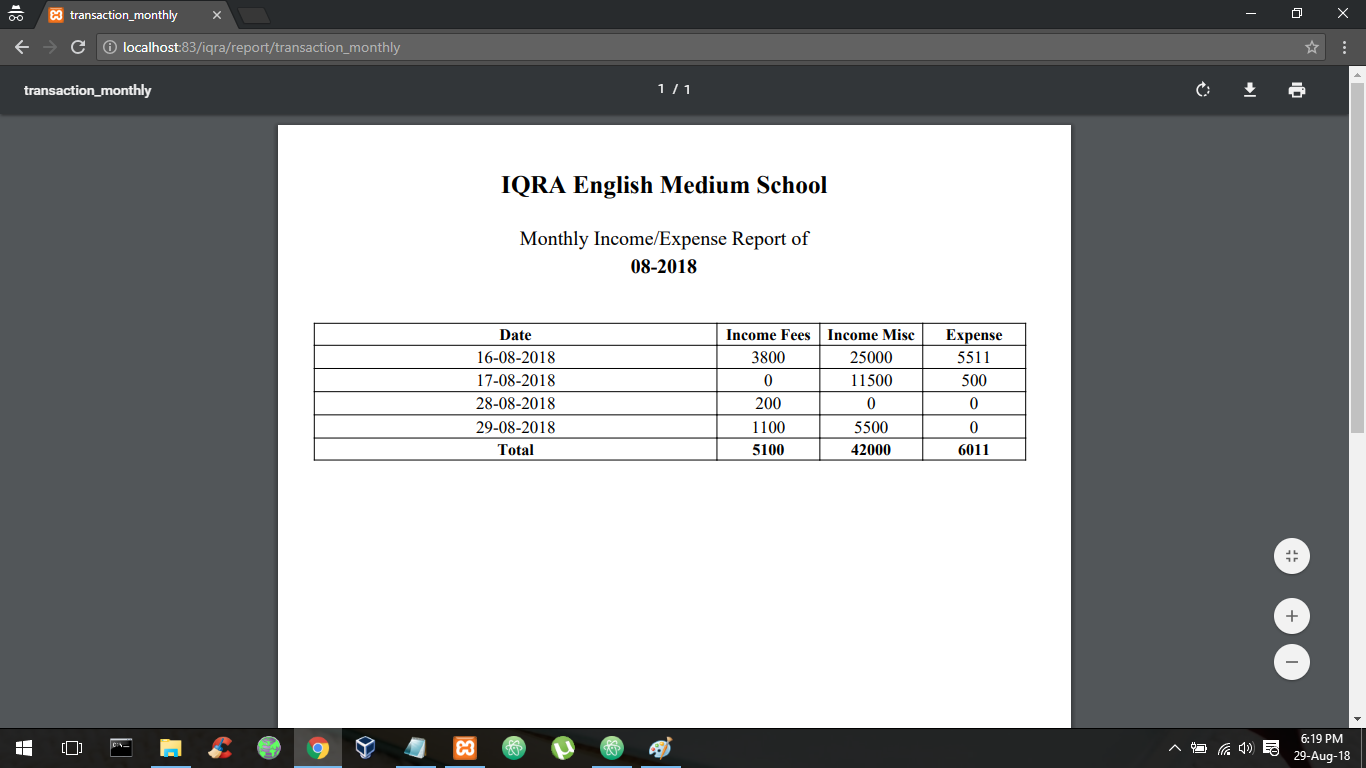 transaction_monthly
localhost:83/iqra/report/transaction_monthly
transaction_monthly 1 / 1
IQRA English Medium School
Monthly Income/Expense Report of
08-2018
Date Income Fees Income Misc Expense
16-08-2018 3800 25000 5511
17-08-2018 0 11500 500
28-08-2018 200 0 0
29-08-2018 1100 5500 0
Total 5100 42000 6011
6:19 PM
29-Aug-18